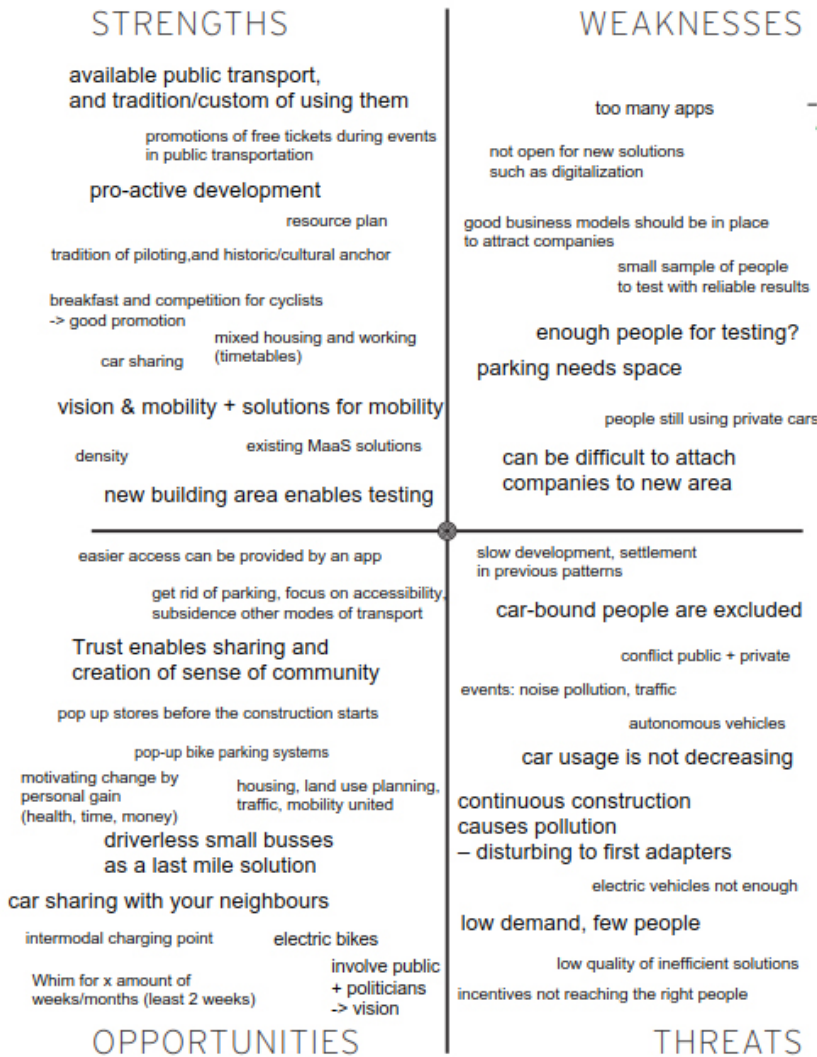 STRENGTHS
available public transport,
and tradition/custom of using them
promotions of free tickets during events
in public transportation
pro-active development
resource plan
tradition of piloting,and historic/cultural anchor
breakfast and competition for cyclists
-> good promotion
mixed housing and working
(timetables)
car sharing
vision & mobility + solutions for mobility
existing MaaS solutions
density
new building area enables testing
WEAKNESSES
too many apps
not open for new solutions
such as digitalization
good business models should be in place
to attract companies
small sample of people
to test with reliable results
enough people for testing?
parking needs space
people still using private cars
can be difficult to attach
companies to new area
easier access can be provided by an app
get rid of parking, focus on accessibility,
subsidence other modes of transport
Trust enables sharing and
creation of sense of community
pop up stores before the construction starts
pop-up bike parking systems
motivating change by
personal gain
(health, time, money)
housing, land use planning,
traffic, mobility united
driverless small busses
as a last mile solution
car sharing with your neighbours
intermodal charging point
electric bikes
Whim for x amount of
weeks/months (least 2 weeks)
involve public
+ politicians
-> vision
OPPORTUNITIES
slow development, settlement
in previous patterns
car-bound people are excluded
conflict public + private
events: noise pollution, traffic
autonomous vehicles
car usage is not decreasing
continuous construction
causes pollution
– disturbing to first adapters
electric vehicles not enough
low demand, few people
low quality of inefficient solutions
incentives not reaching the right people
THREATS